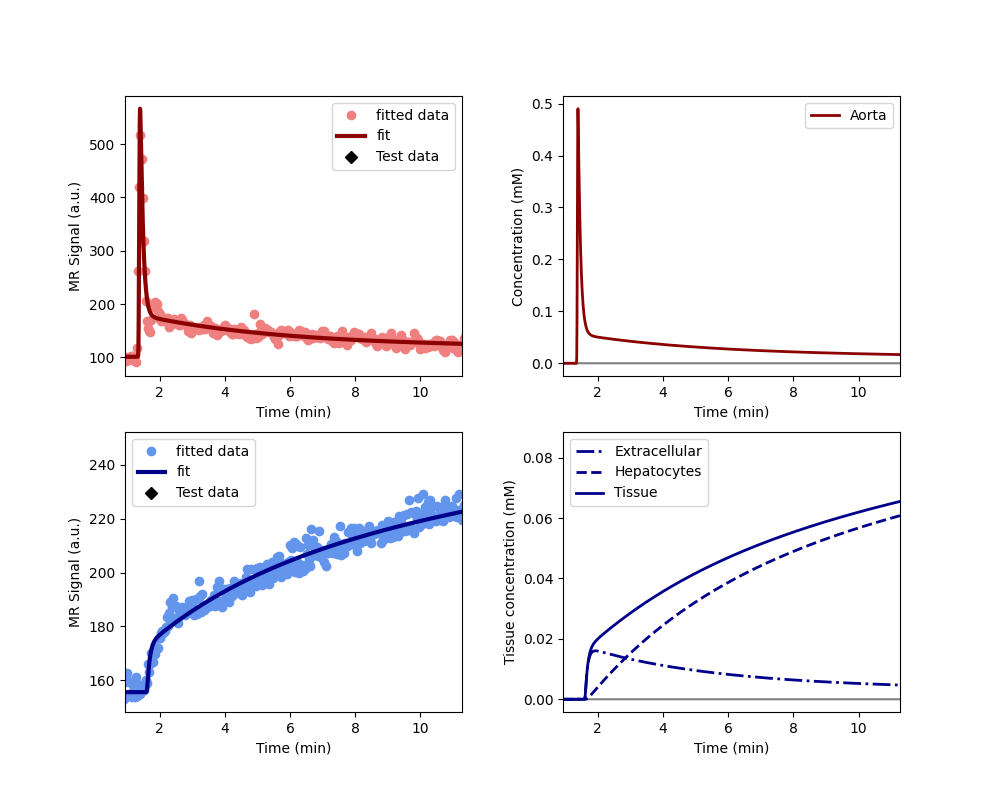 fitted data
fit
Test data
500
400
300
200
100
MR Signal (a.u.)
2 4 6 8 10
Time (min)
Aorta
0.5
0.4
0.3
0.2
0.1
0.0
Concentration (mM)
2 4 6 8 10
Time (min)
fitted data
fit
Test data
240
220
200
180
160
MR Signal (a.u.)
2 4 6 8 10
Time (min)
Extracellular
Hepatocytes
Tissue
0.08
0.06
0.04
0.02
0.00
Tissue concentration (mM)
2 4 6 8 10
Time (min)